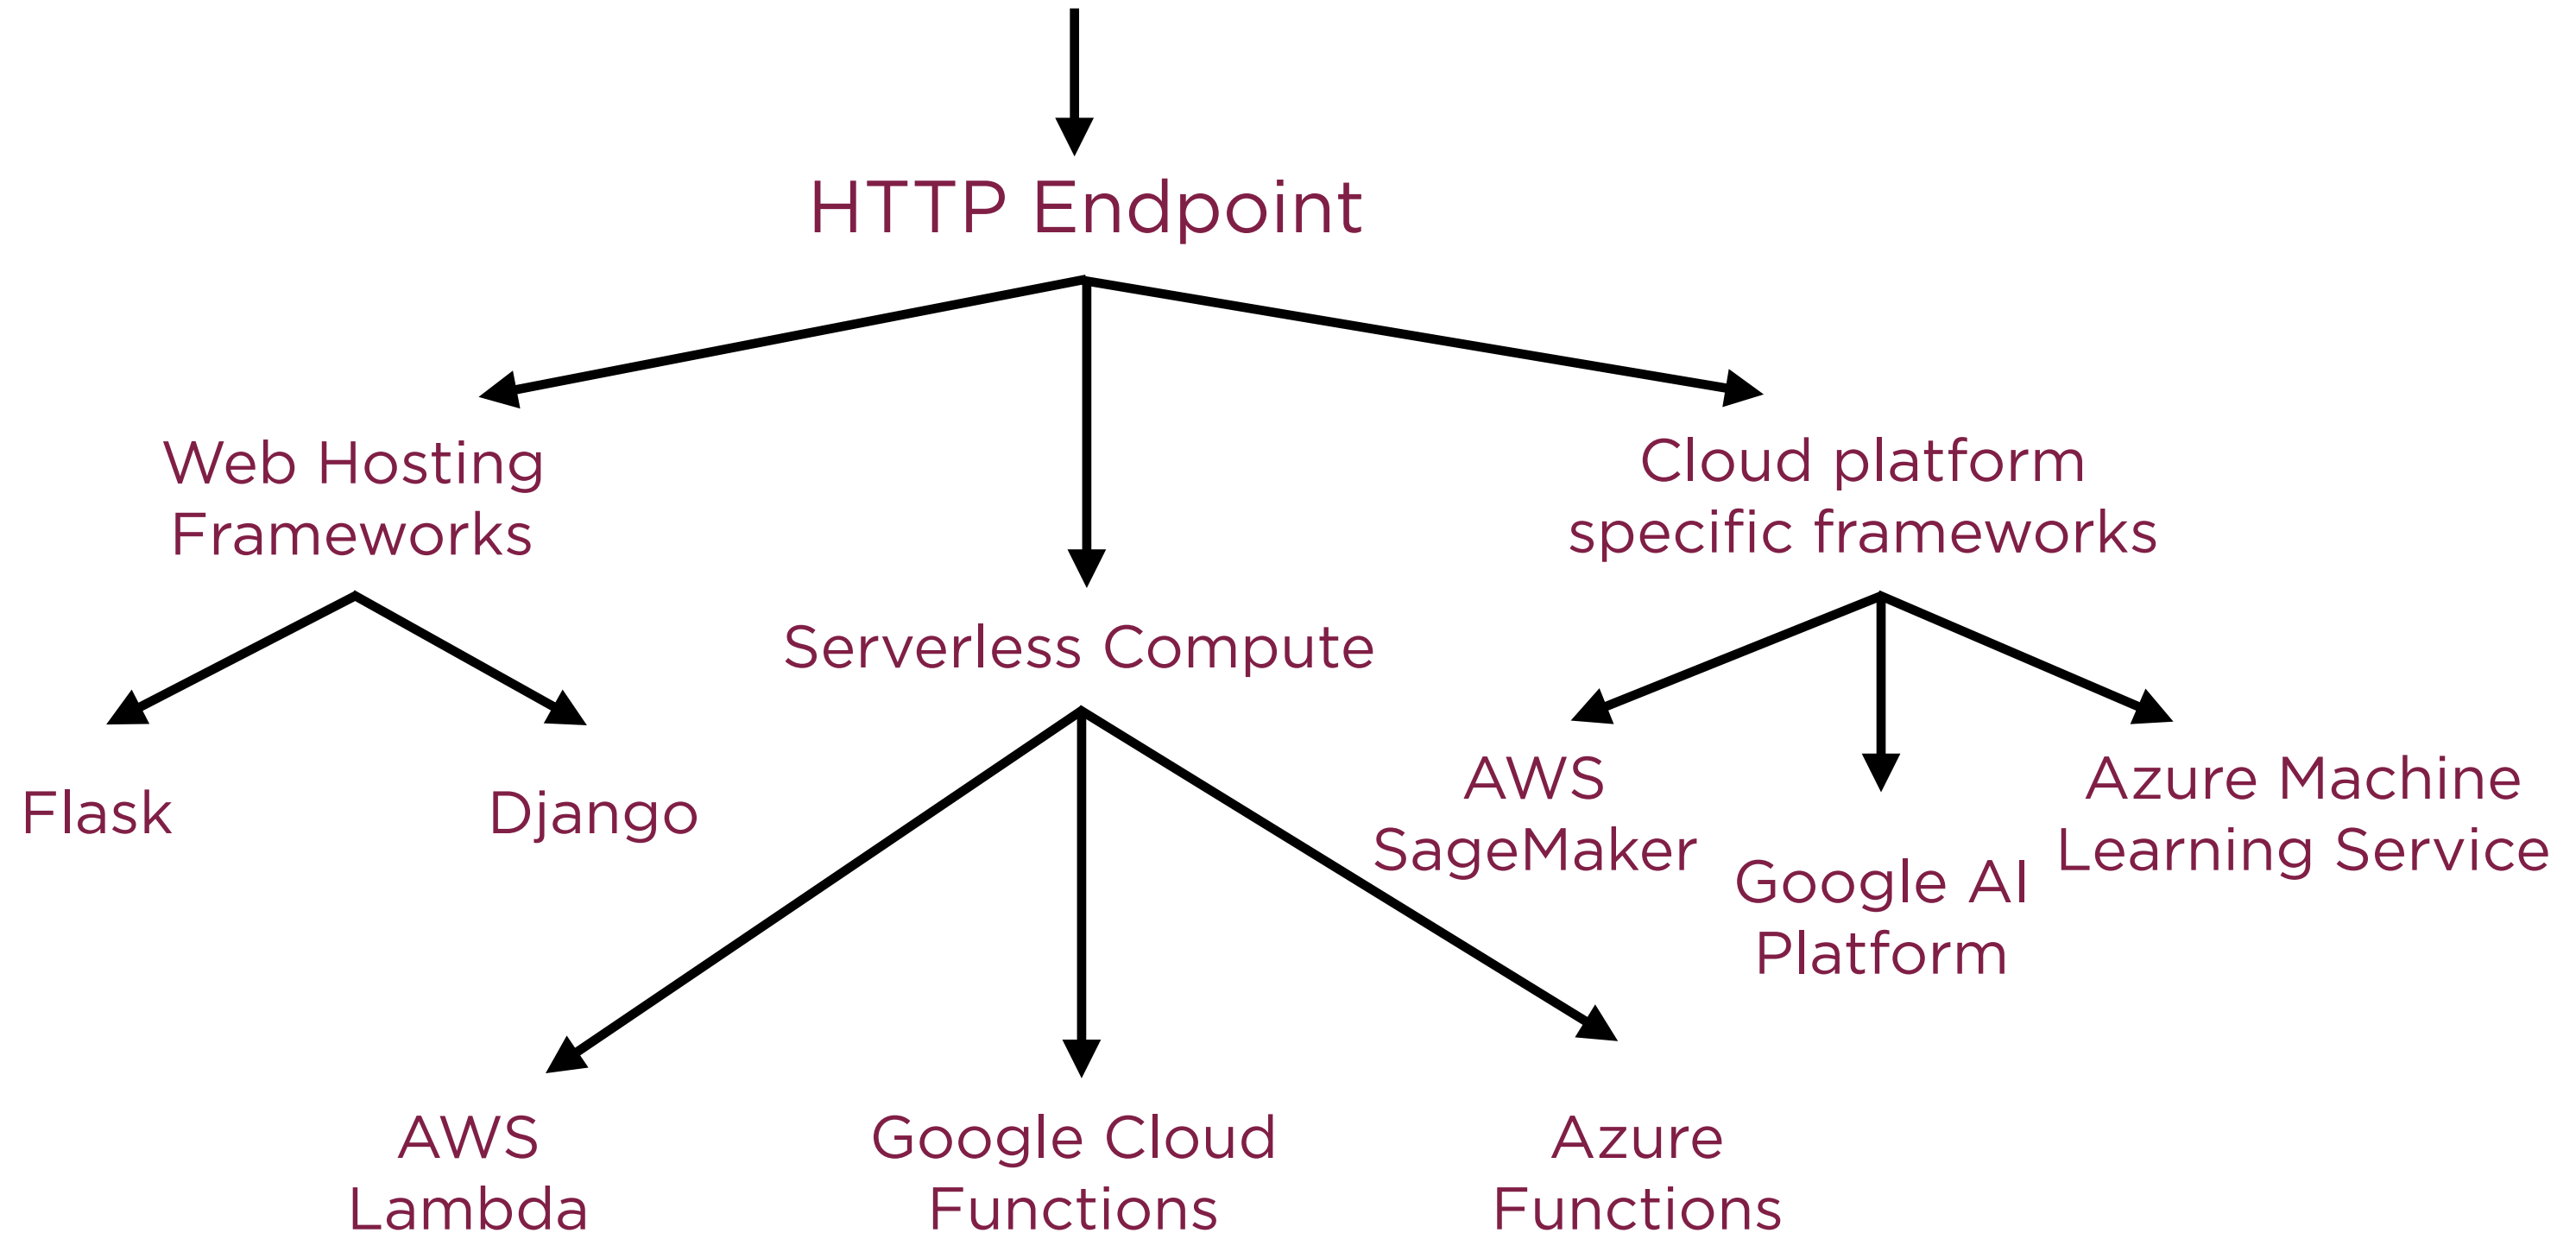 HTTP Endpoint
Web Hosting
Frameworks
Cloud platform
specific frameworks
Serverless Compute
Flask
Django
AWS
SageMaker
Google AI
Platform
Azure Machine
Learning Service
AWS
Lambda
Google Cloud
Functions
Azure
Functions